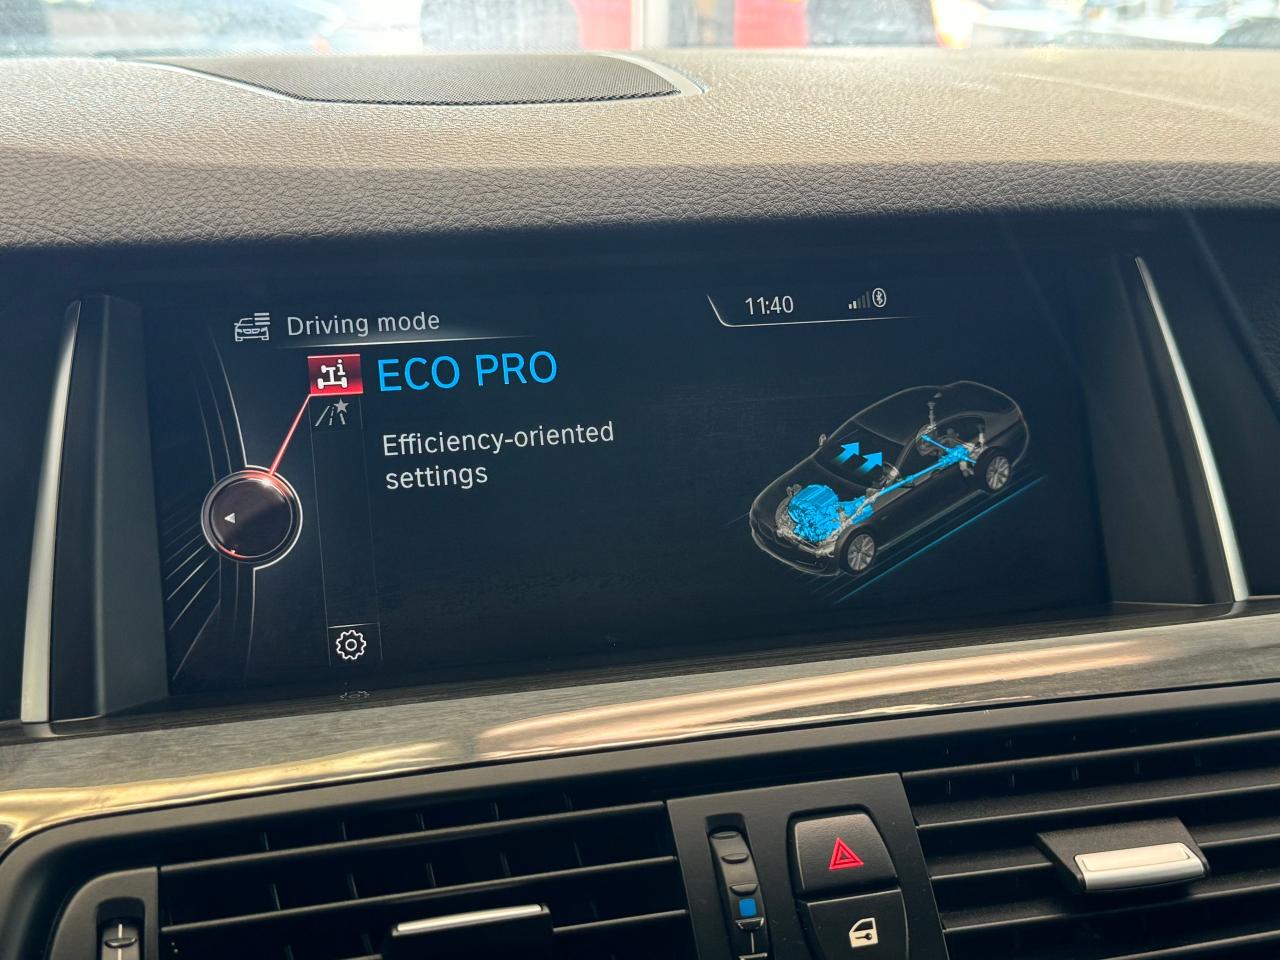 Driving mode
11:40
ECO PRO
Efficiency-oriented
settings